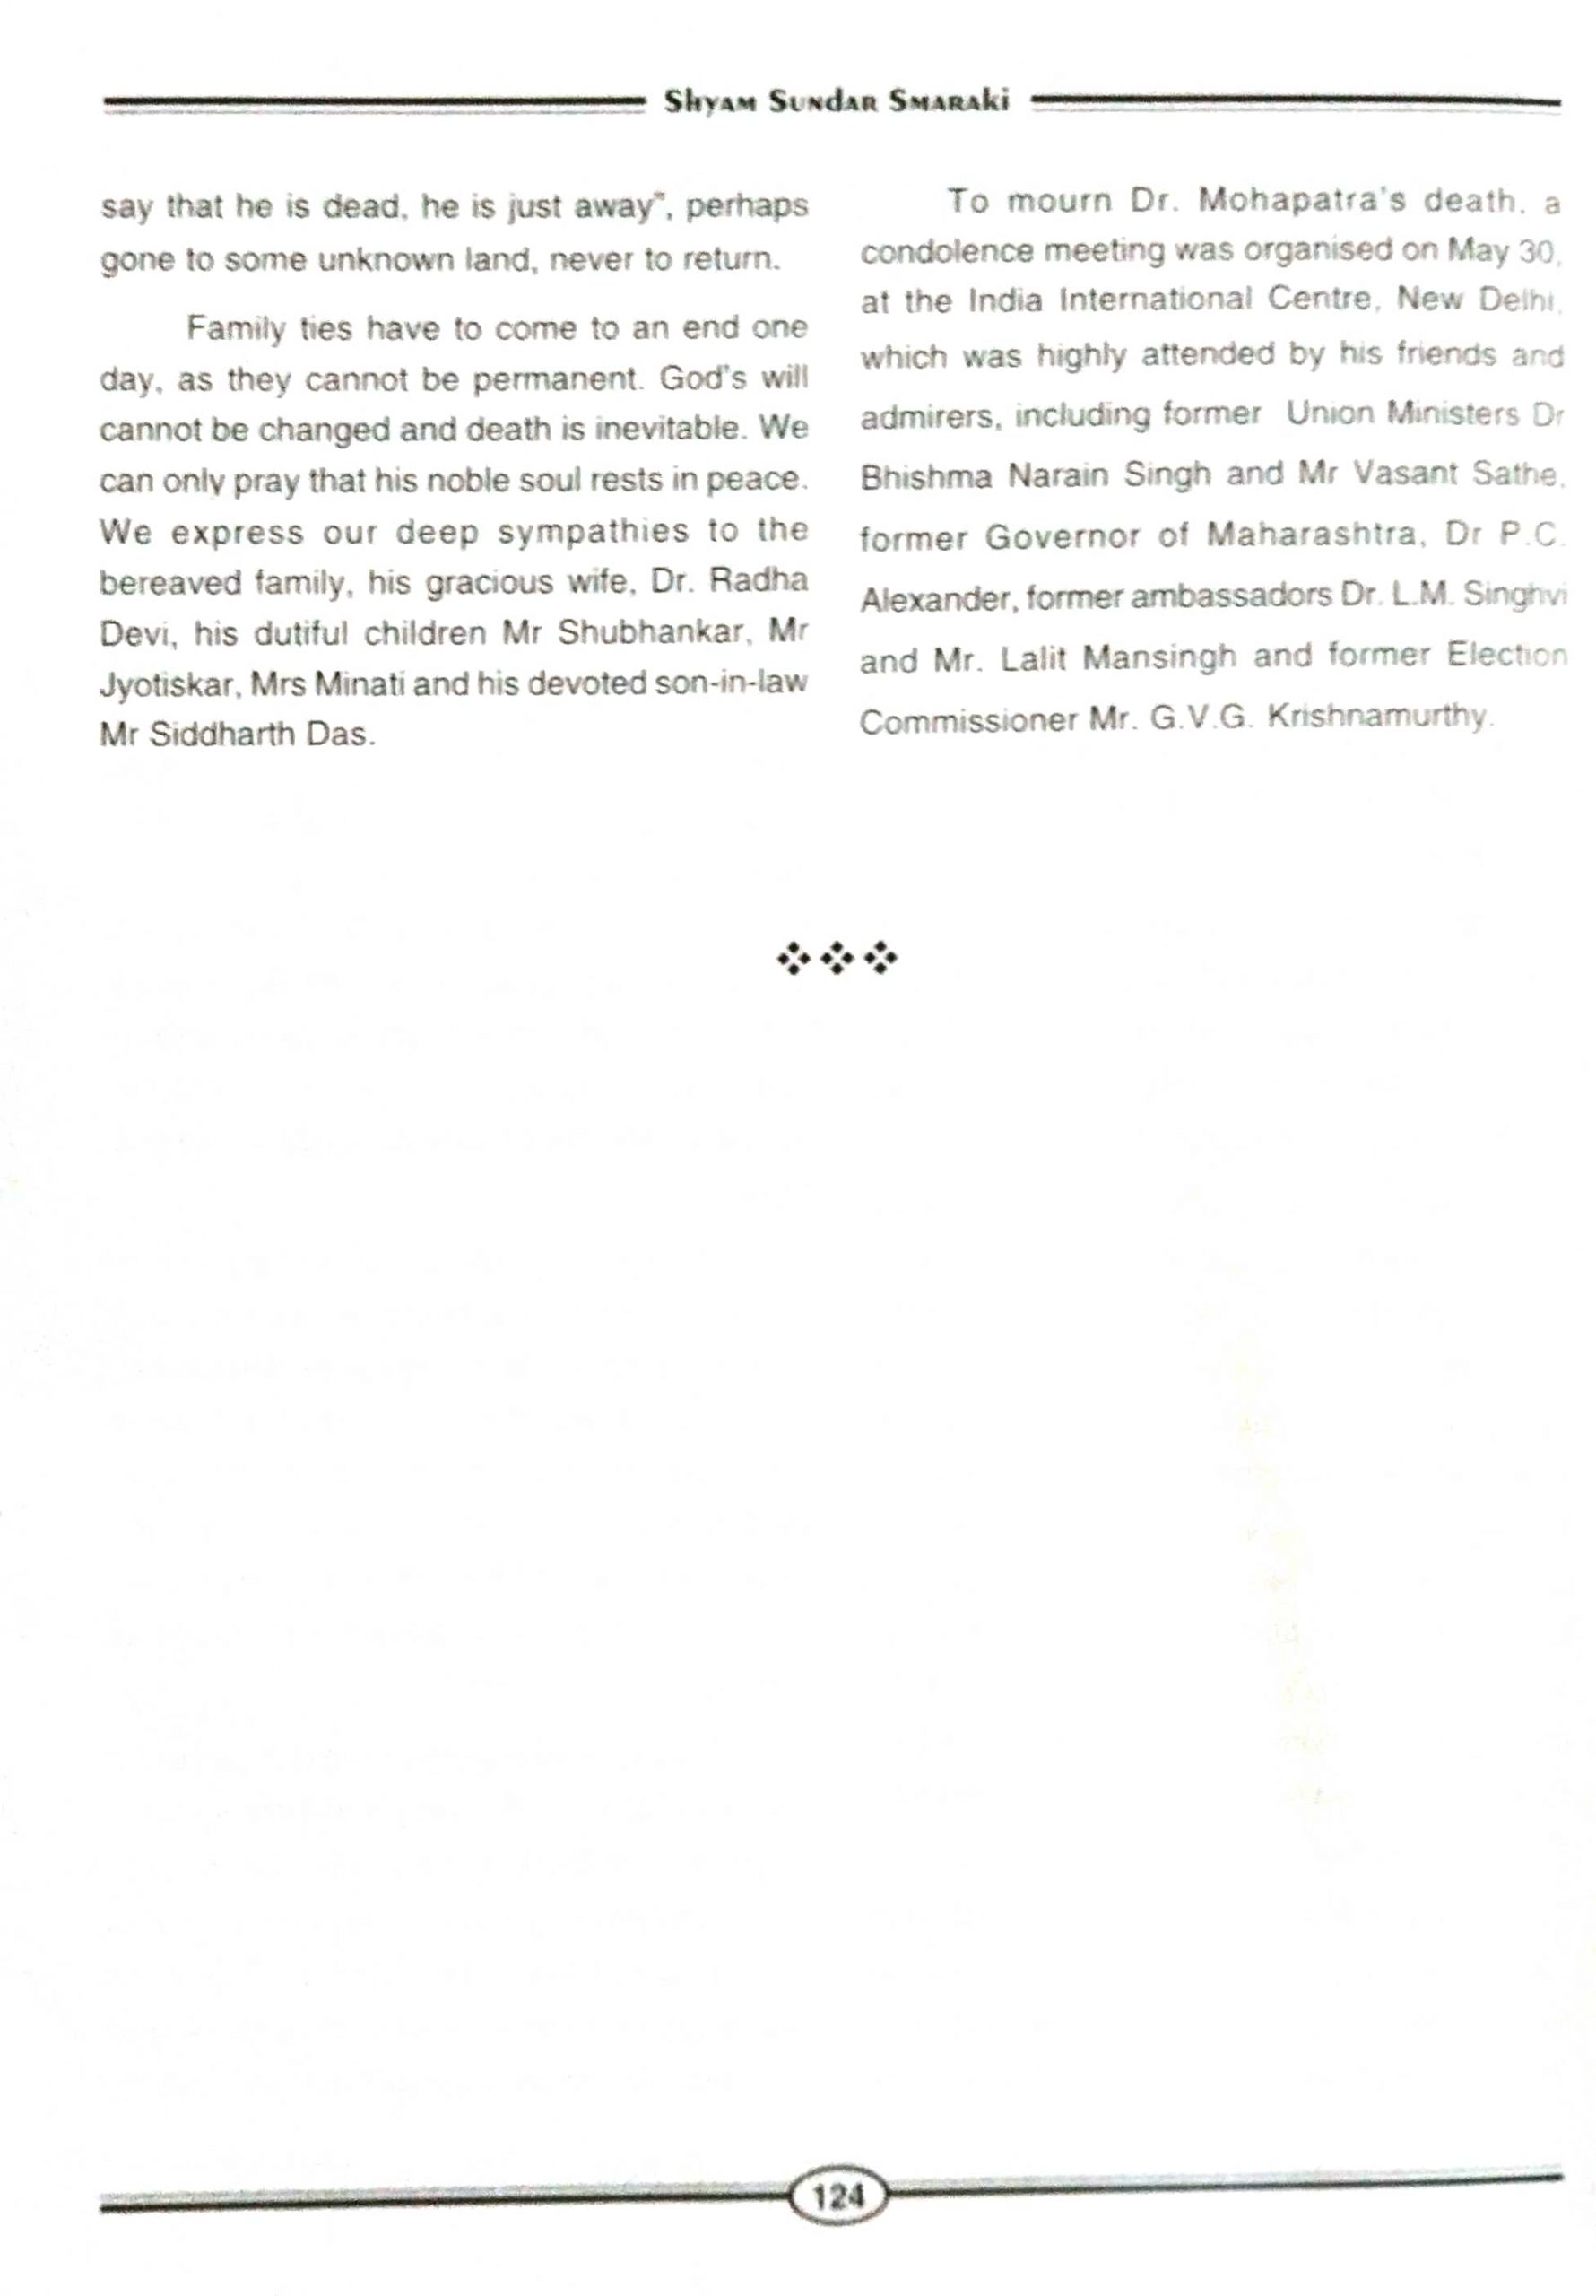 Shyam Sundar Smaraki
say that he is dead, he is just away", perhaps
gone to some unknown land, never to return.
Family ties have to come to an end one
day, as they cannot be permanent. God's will
cannot be changed and death is inevitable. We
can only pray that his noble soul rests in peace.
We express our deep sympathies to the
bereaved family, his gracious wife, Dr. Radha
Devi, his dutiful children Mr Shubhankar, Mr
Jyotiskar, Mrs Minati and his devoted son-in-law
Mr Siddharth Das.
To mourn Dr. Mohapatra's death, a
condolence meeting was organised on May 30,
at the India International Centre, New Delhi,
which was highly attended by his friends and
admirers, including former Union Ministers Dr
Bhishma Narain Singh and Mr Vasant Sathe,
former Governor of Maharashtra, Dr P.C.
Alexander, former ambassadors Dr. L.M. Singhvi
and Mr. Lalit Mansingh and former Election
Commissioner Mr. G.V.G. Krishnamurthy.
124